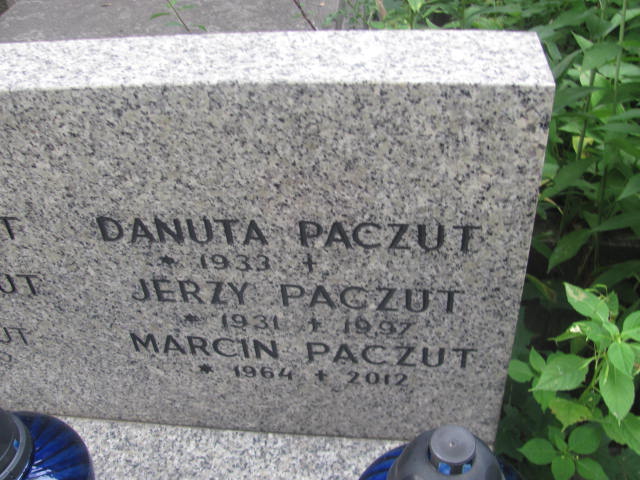 DANUTA PACZUT
* 1933 +
JERZY PACZUT
* 1931 + 1997
MARCIN PACZUT
* 1964 + 2012